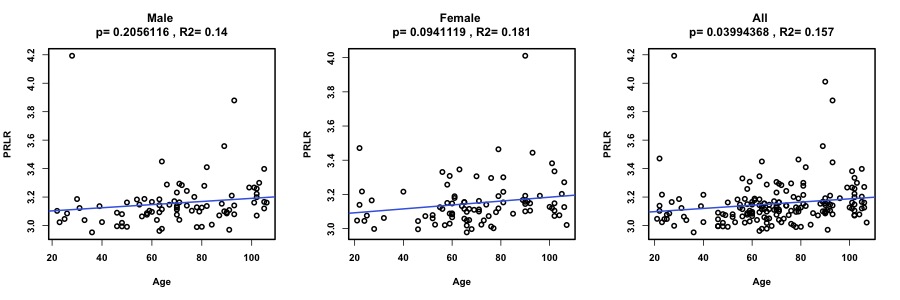 Male
p= 0.2056116 , R2= 0.14
PRLR
4.2
4.0
3.8
3.6
3.4
3.2
3.0
20 40 60 80 100
Age
Female
p= 0.0941119 , R2= 0.181
PRLR
4.0
3.8
3.6
3.4
3.2
3.0
20 40 60 80 100
Age
All
p= 0.03994368 , R2= 0.157
PRLR
4.2
4.0
3.8
3.6
3.4
3.2
3.0
20 40 60 80 100
Age